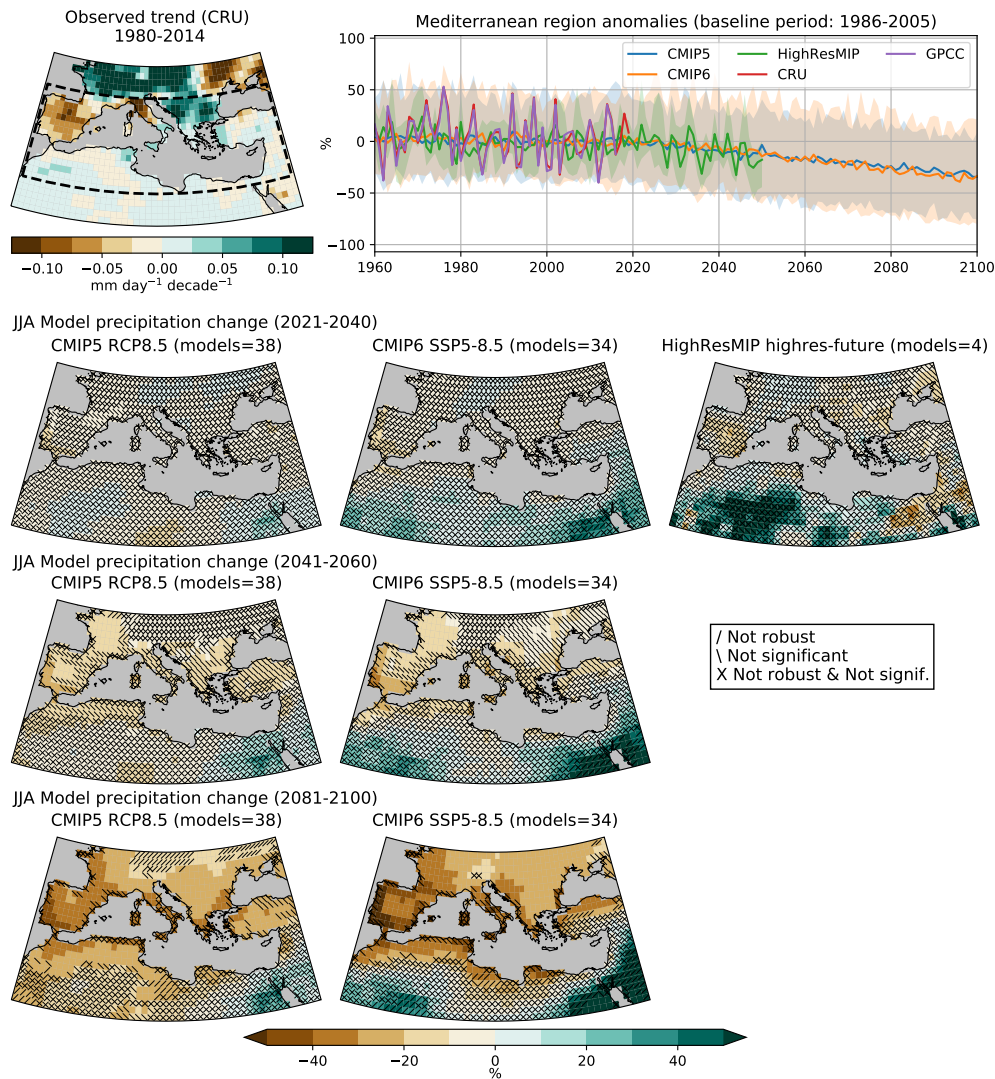 Observed trend (CRU)
1980-2014
−0.10 −0.05 0.00 0.05 0.10
mm day⁻¹ decade⁻¹
Mediterranean region anomalies (baseline period: 1986-2005)
CMIP5 HighResMIP GPCC
CMIP6 CRU
100
50
0
−50
−100
%
1960 1980 2000 2020 2040 2060 2080 2100
JJA Model precipitation change (2021-2040)
CMIP5 RCP8.5 (models=38) CMIP6 SSP5-8.5 (models=34) HighResMIP highres-future (models=4)
JJA Model precipitation change (2041-2060)
CMIP5 RCP8.5 (models=38) CMIP6 SSP5-8.5 (models=34)
/ Not robust
\ Not significant
X Not robust & Not signif.
JJA Model precipitation change (2081-2100)
CMIP5 RCP8.5 (models=38) CMIP6 SSP5-8.5 (models=34)
−40 −20 0 20 40
%